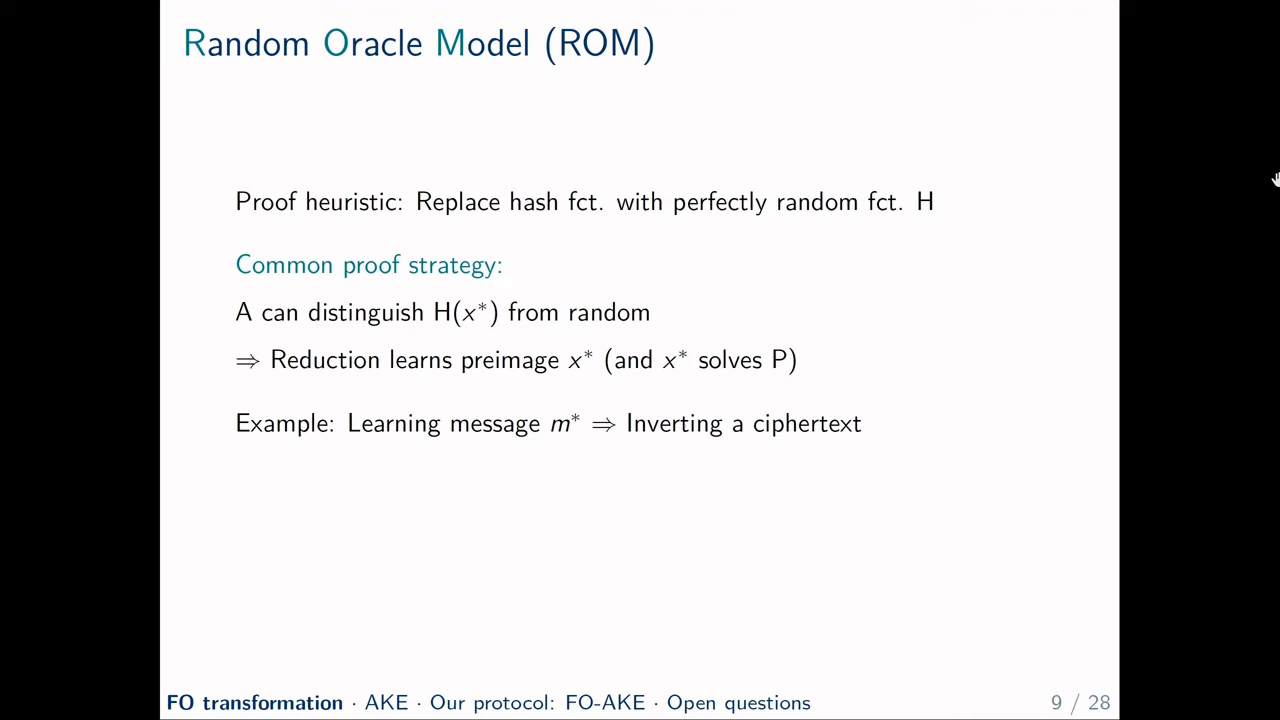 Random Oracle Model (ROM)
Proof heuristic: Replace hash fct. with perfectly random fct. H
Common proof strategy:
A can distinguish H(x*) from random
⇒ Reduction learns preimage x* (and x* solves P)
Example: Learning message m* ⇒ Inverting a ciphertext
FO transformation · AKE · Our protocol: FO-AKE · Open questions 9 / 28